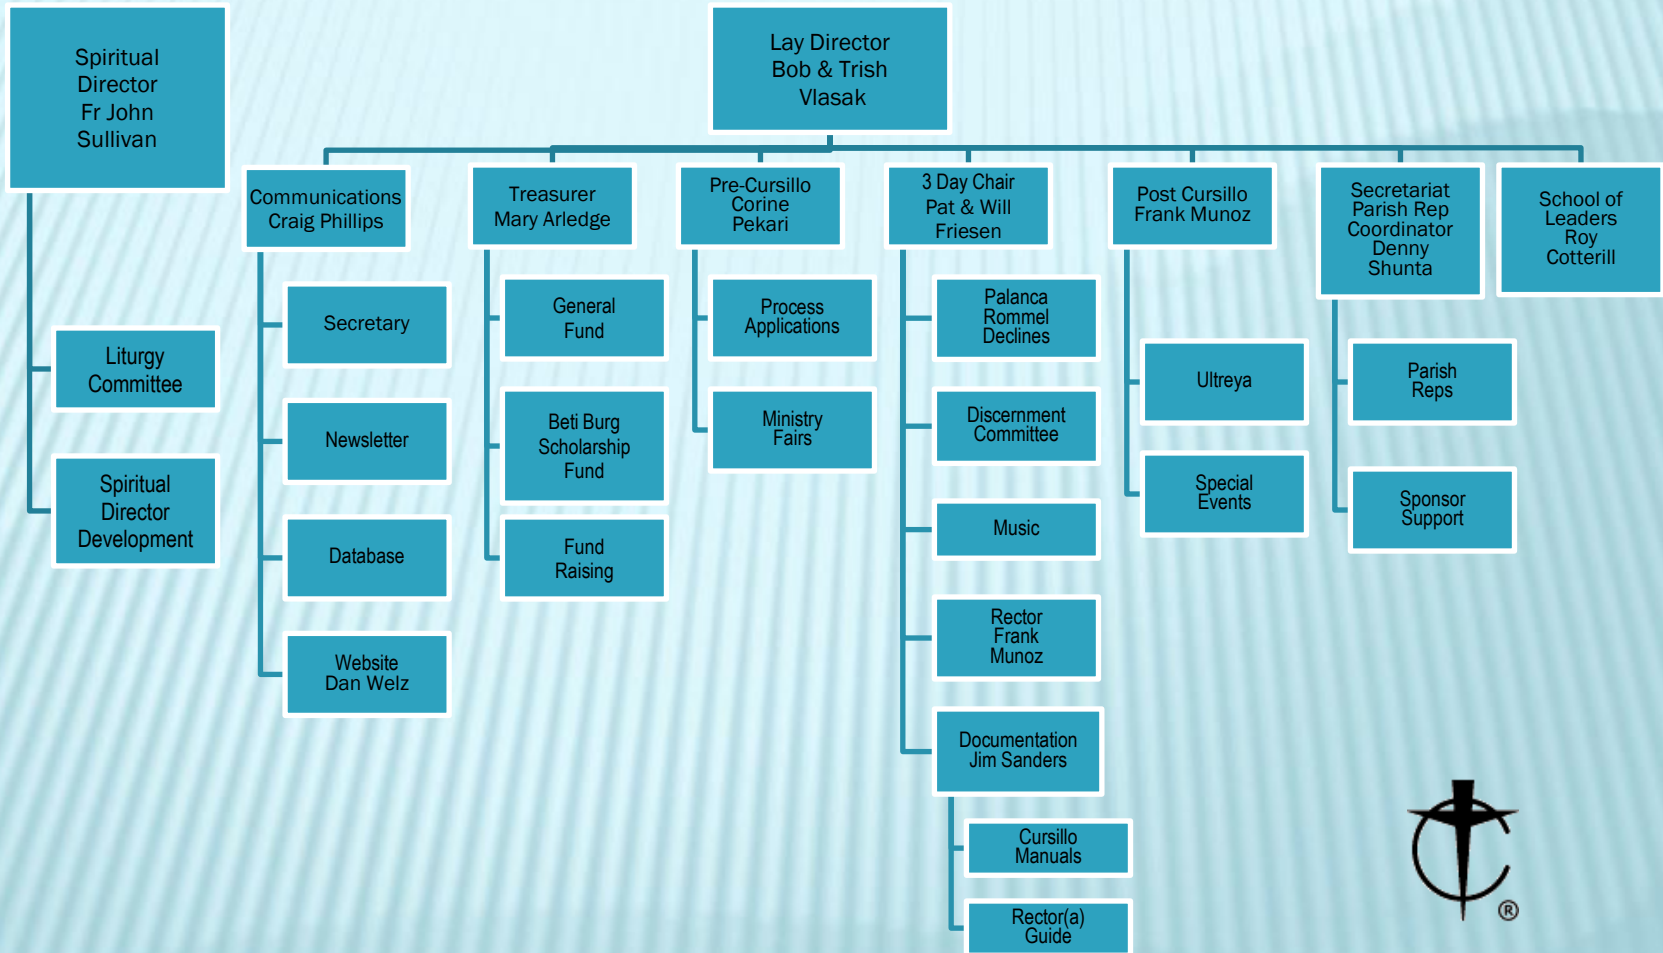 Spiritual
Director
Fr John
Sullivan
Liturgy
Committee
Spiritual
Director
Development
Lay Director
Bob & Trish
Vlasak
Communications
Craig Phillips
Secretary
Newsletter
Database
Website
Dan Welz
Treasurer
Mary Arledge
General
Fund
Beti Burg
Scholarship
Fund
Fund
Raising
Pre-Cursillo
Corine
Pekari
Process
Applications
Ministry
Fairs
3 Day Chair
Pat & Will
Friesen
Palanca
Rommel
Declines
Discernment
Committee
Music
Rector
Frank
Munoz
Documentation
Jim Sanders
Cursillo
Manuals
Rector(a)
Guide
Post Cursillo
Frank Munoz
Ultreya
Special
Events
Secretariat
Parish Rep
Coordinator
Denny
Shunta
Parish
Reps
Sponsor
Support
School of
Leaders
Roy
Cotterill
®